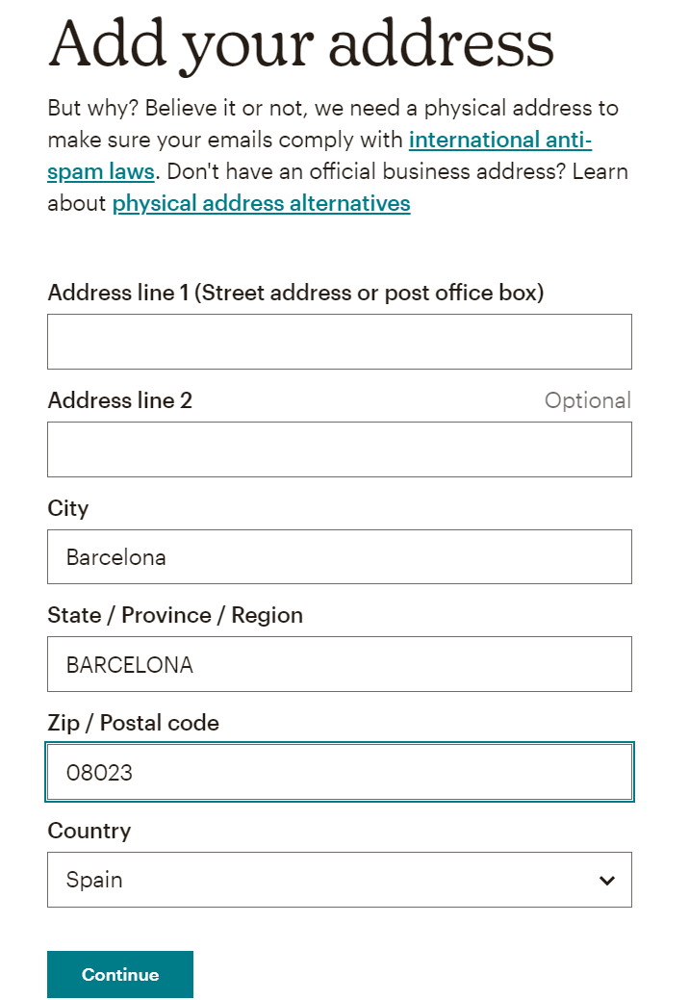 Add your address
But why? Believe it or not, we need a physical address to
make sure your emails comply with international anti-
spam laws. Don't have an official business address? Learn
about physical address alternatives
Address line 1 (Street address or post office box)
Address line 2 Optional
City
Barcelona
State / Province / Region
BARCELONA
Zip / Postal code
08023
Country
Spain
Continue